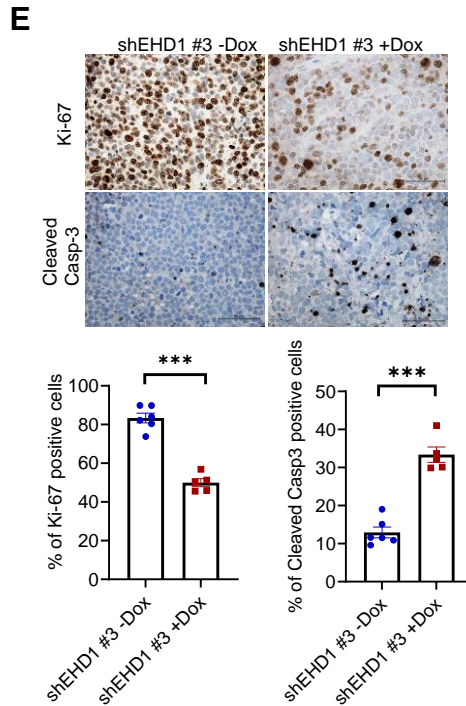 E
shEHD1 #3 -Dox shEHD1 #3 +Dox
Ki-67
Cleaved
Casp-3
***
% of Ki-67 positive cells
100
80
60
40
20
0
shEHD1 #3 -Dox
shEHD1 #3 +Dox
***
% of Cleaved Casp3 positive cells
50
40
30
20
10
0
shEHD1 #3 -Dox
shEHD1 #3 +Dox